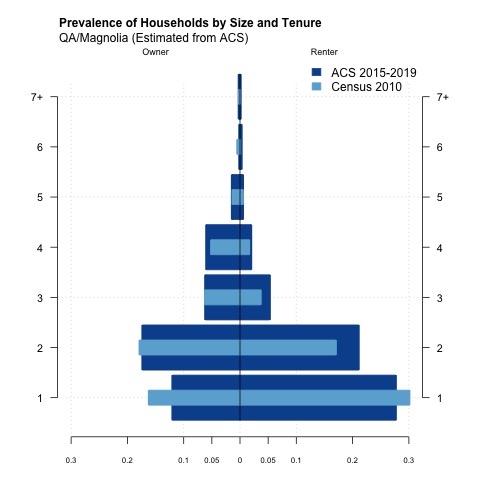 Prevalence of Households by Size and Tenure
QA/Magnolia (Estimated from ACS)
Owner Renter
ACS 2015-2019
Census 2010
7+ 7+
6 6
5 5
4 4
3 3
2 2
1 1
0.3 0.2 0.1 0.05 0 0.05 0.1 0.2 0.3